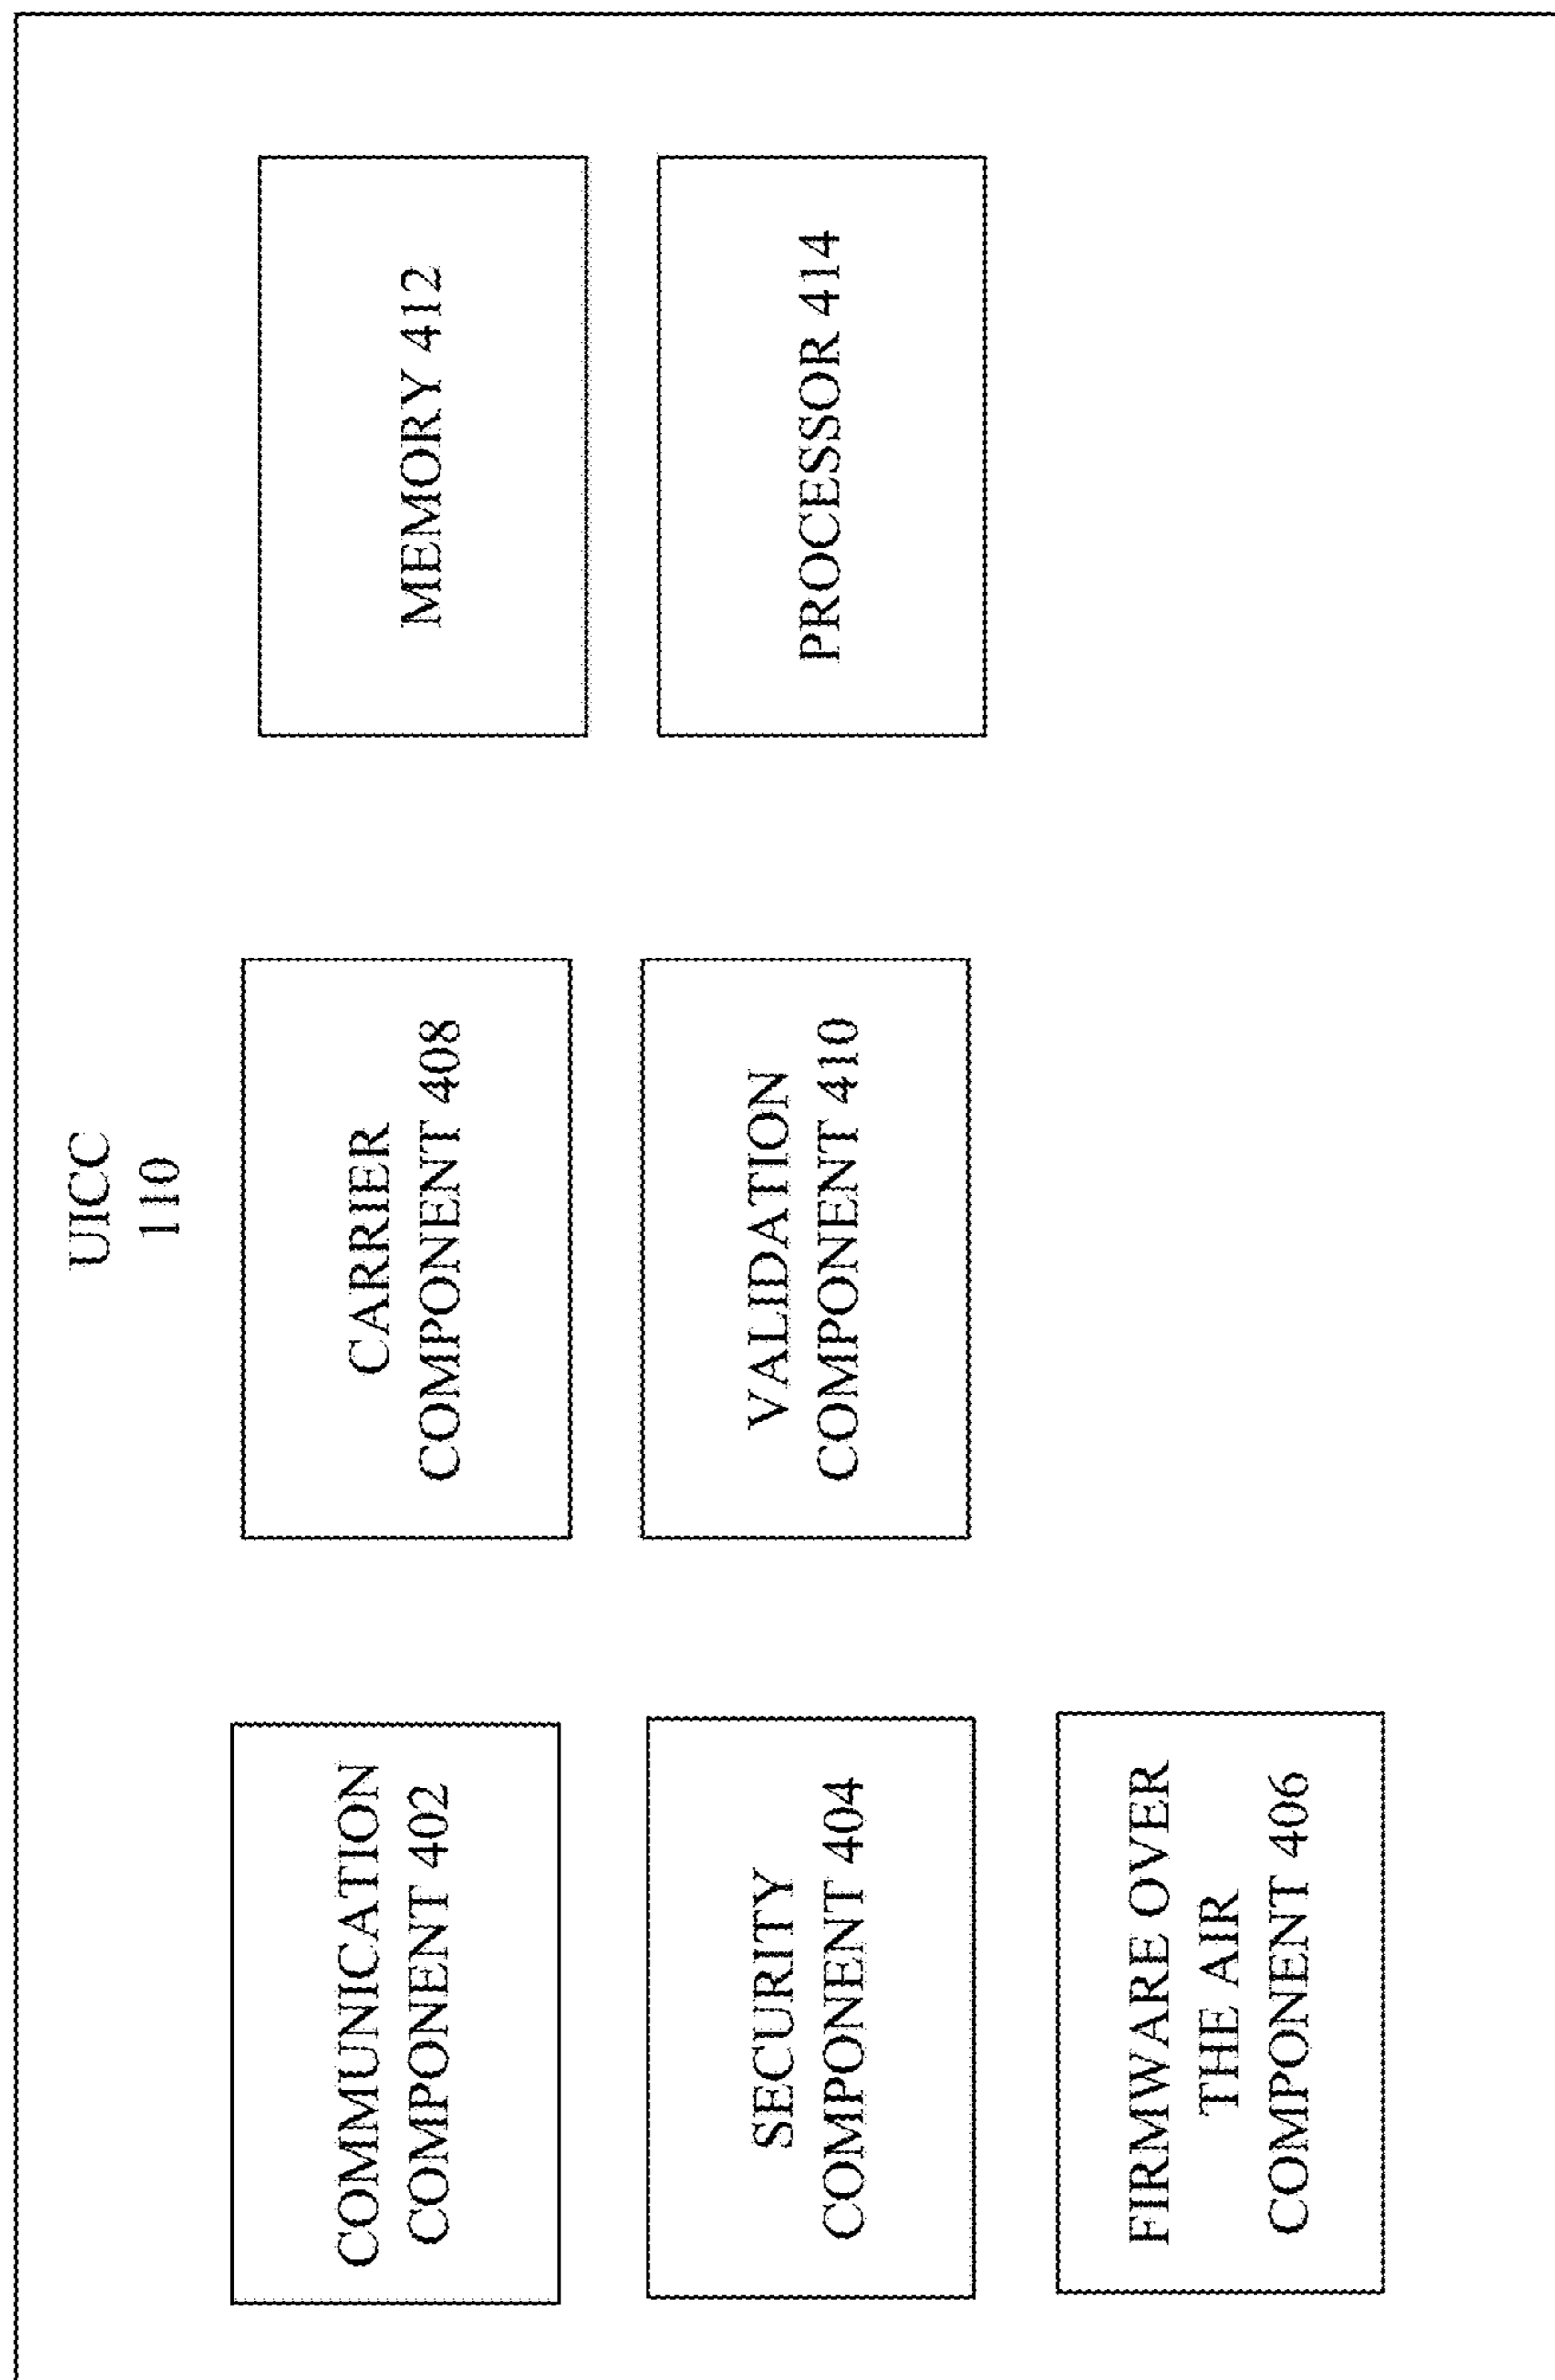 UICC
110
COMMUNICATION
COMPONENT 402
SECURITY
COMPONENT 404
FIRMWARE OVER
THE AIR
COMPONENT 406
CARRIER
COMPONENT 408
VALIDATION
COMPONENT 410
MEMORY 412
PROCESSOR 414